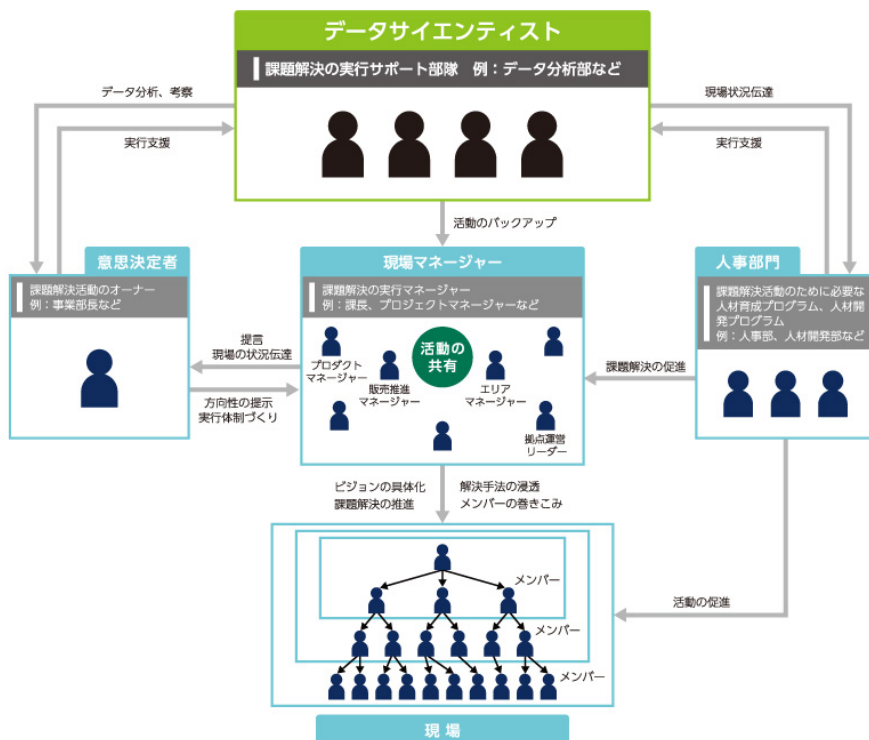 データサイエンティスト
課題解決の実行サポート部隊 例：データ分析部など
データ分析、考察
現場状況伝達
実行支援
実行支援
活動のバックアップ
意思決定者
現場マネージャー
人事部門
課題解決活動のオーナー
例：事業部長など
課題解決の実行マネージャー
例：課長、プロジェクトマネージャーなど
課題解決活動のために必要な
人材育成プログラム、人材開
発プログラム
例：人事部、人材開発部など
提言
現場の状況伝達
方向性の提示
実行体制づくり
活動の
共有
プロダクト
マネージャー
販売推進
マネージャー
エリア
マネージャー
拠点運営
リーダー
課題解決の促進
ビジョンの具体化
課題解決の推進
解決手法の浸透
メンバーの巻きこみ
メンバー
メンバー
メンバー
活動の促進
現場